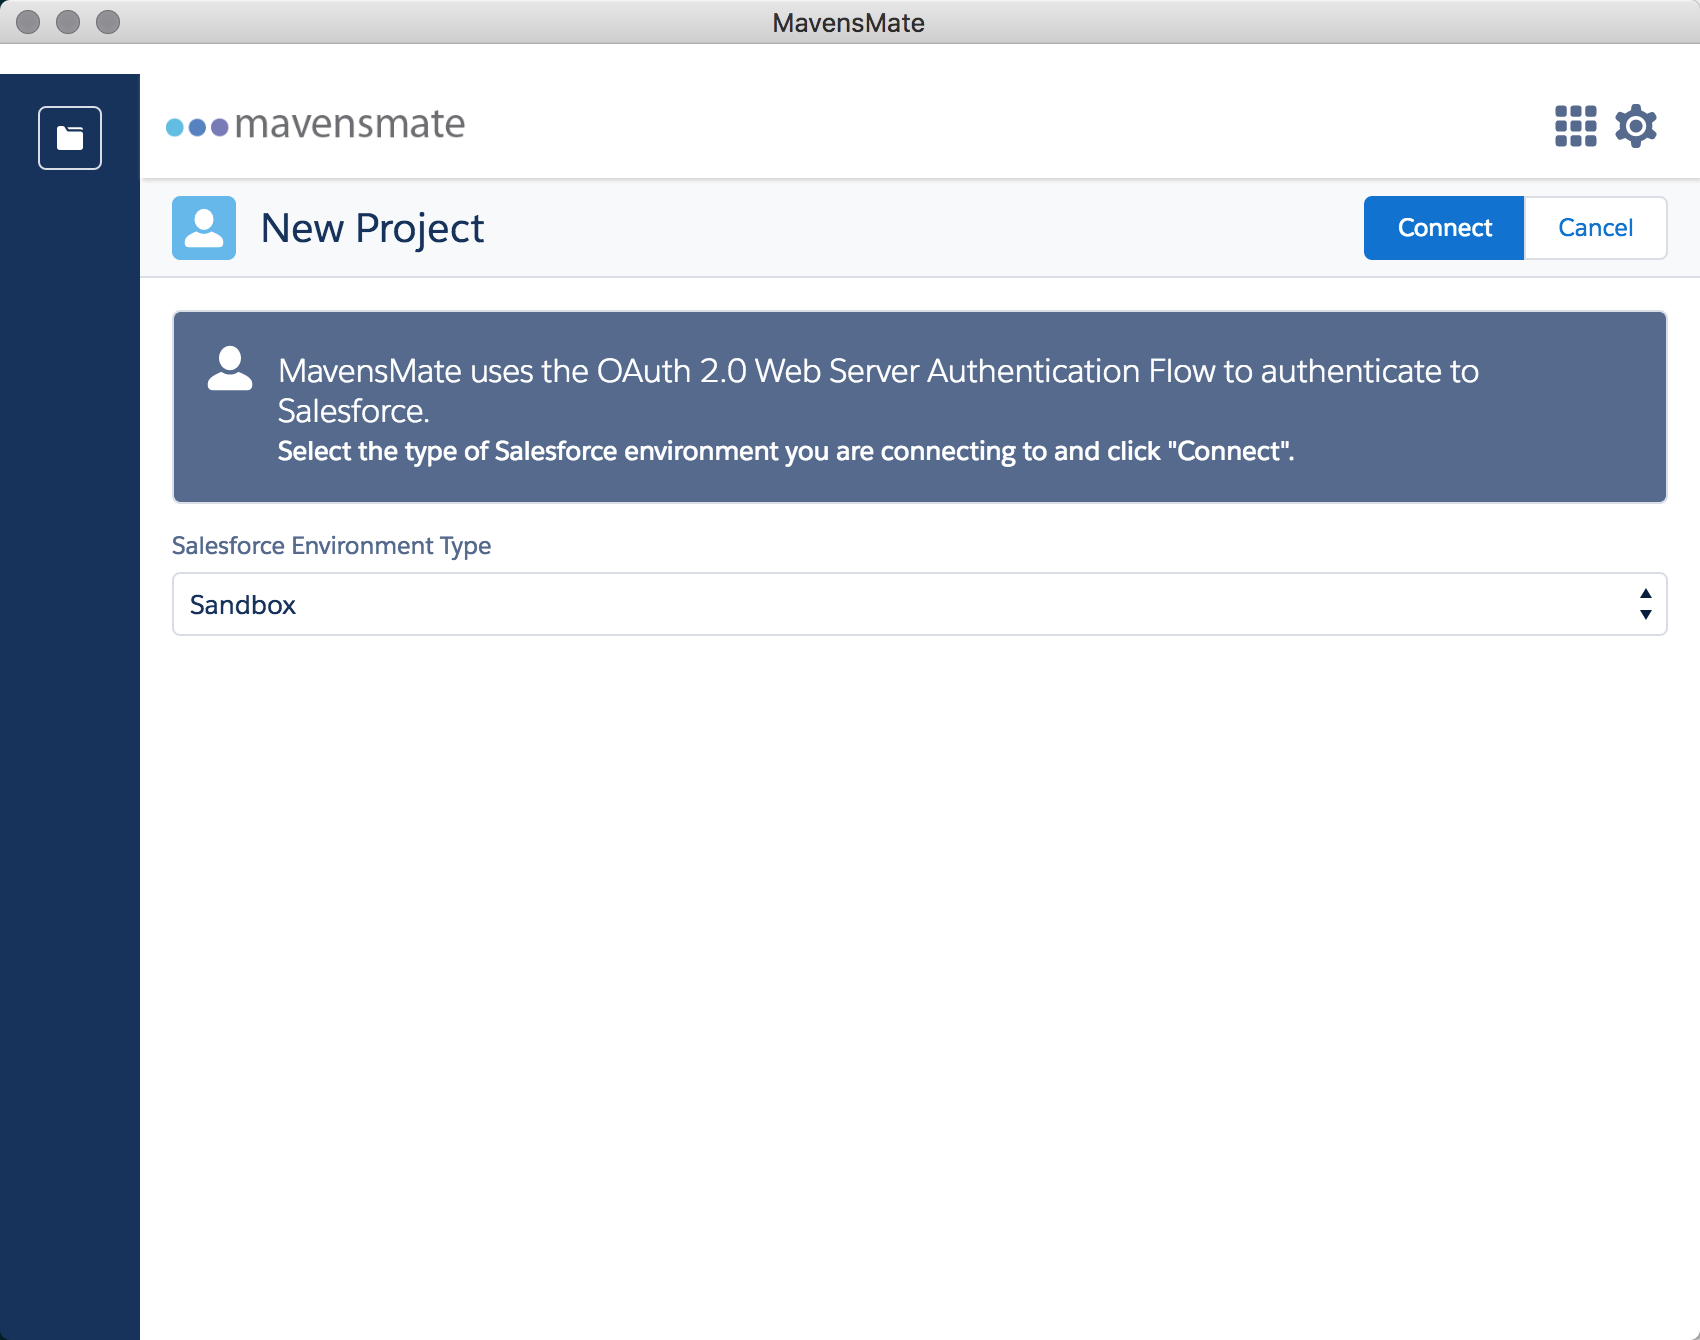 MavensMate
mavensmate
New Project
Connect
Cancel
MavensMate uses the OAuth 2.0 Web Server Authentication Flow to authenticate to
Salesforce.
Select the type of Salesforce environment you are connecting to and click "Connect".
Salesforce Environment Type
Sandbox